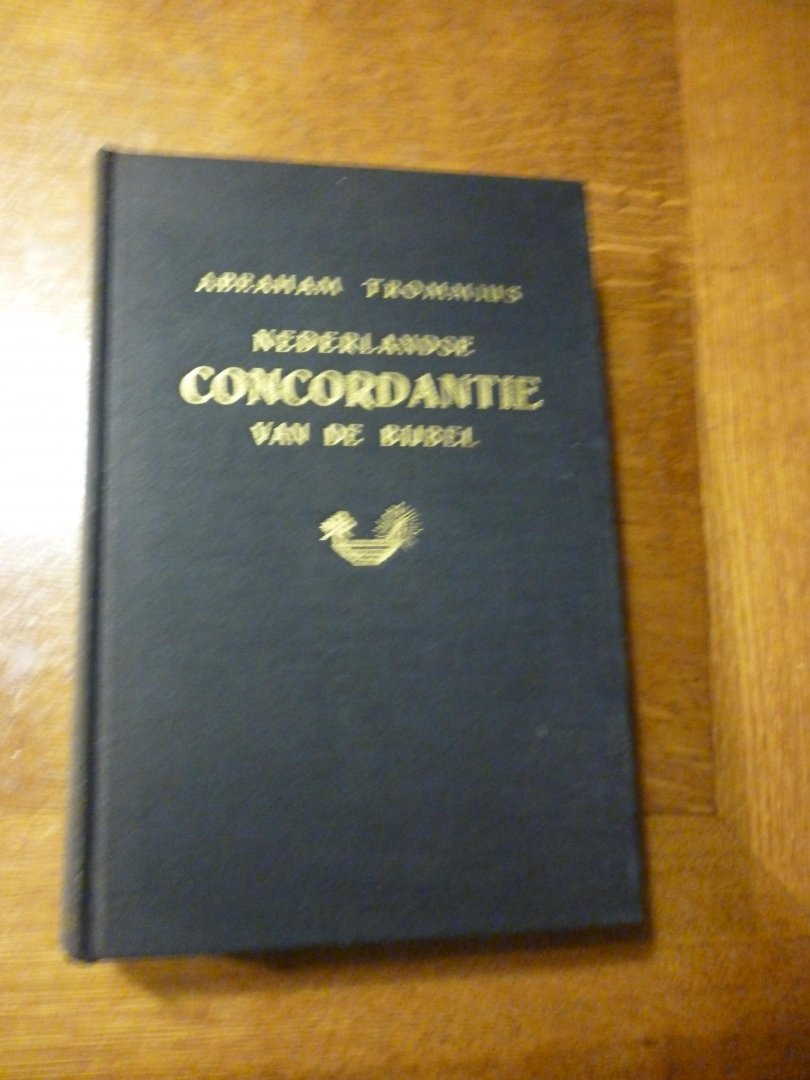 ABRAHAM TROMMIUS
NEDERLANDSE
CONCORDANTIE
VAN DE BIJBEL